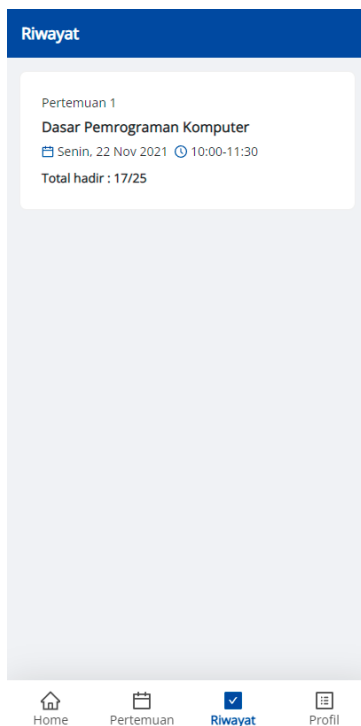 Riwayat
Pertemuan 1
Dasar Pemrograman Komputer
Senin, 22 Nov 2021 10:00-11:30
Total hadir : 17/25
Home Pertemuan Riwayat Profil